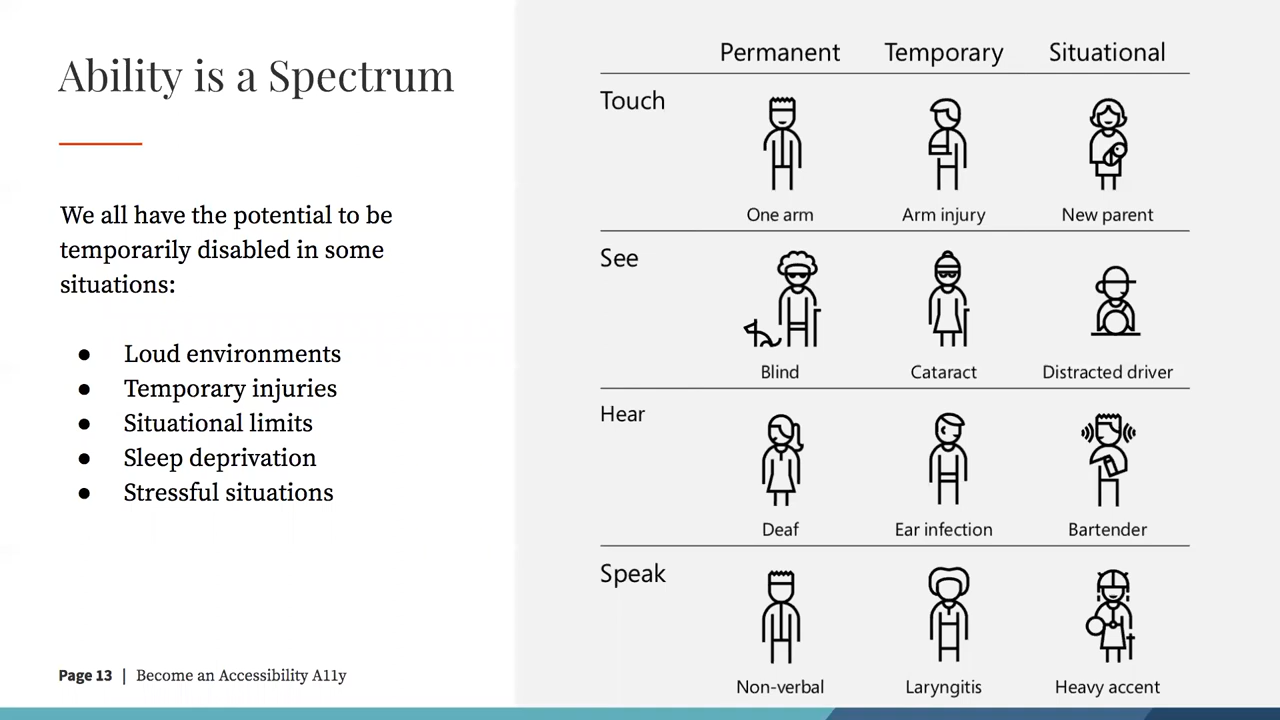 Ability is a Spectrum
We all have the potential to be
temporarily disabled in some
situations:
● Loud environments
● Temporary injuries
● Situational limits
● Sleep deprivation
● Stressful situations
Page 13 | Become an Accessibility A11y
Permanent Temporary Situational
Touch
One arm Arm injury New parent
See
Blind Cataract Distracted driver
Hear
Deaf Ear infection Bartender
Speak
Non-verbal Laryngitis Heavy accent